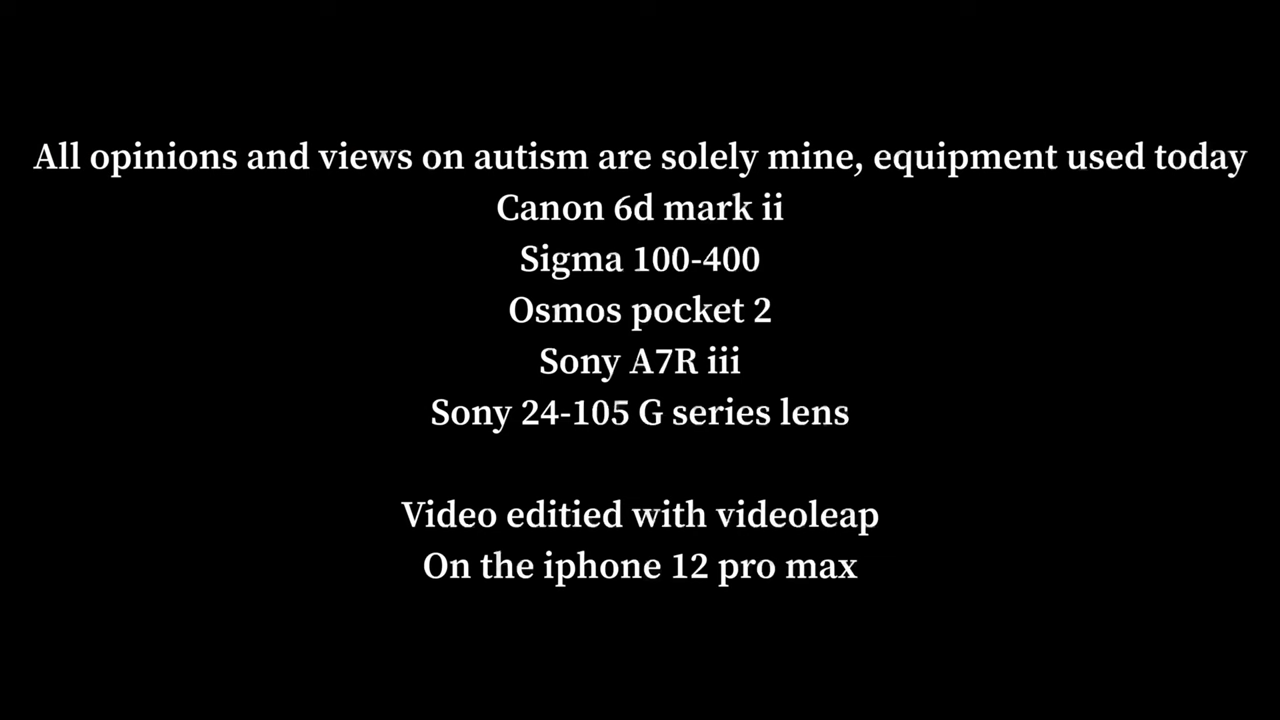 All opinions and views on autism are solely mine, equipment used today
Canon 6d mark ii
Sigma 100-400
Osmos pocket 2
Sony A7R iii
Sony 24-105 G series lens
Video editied with videoleap
On the iphone 12 pro max